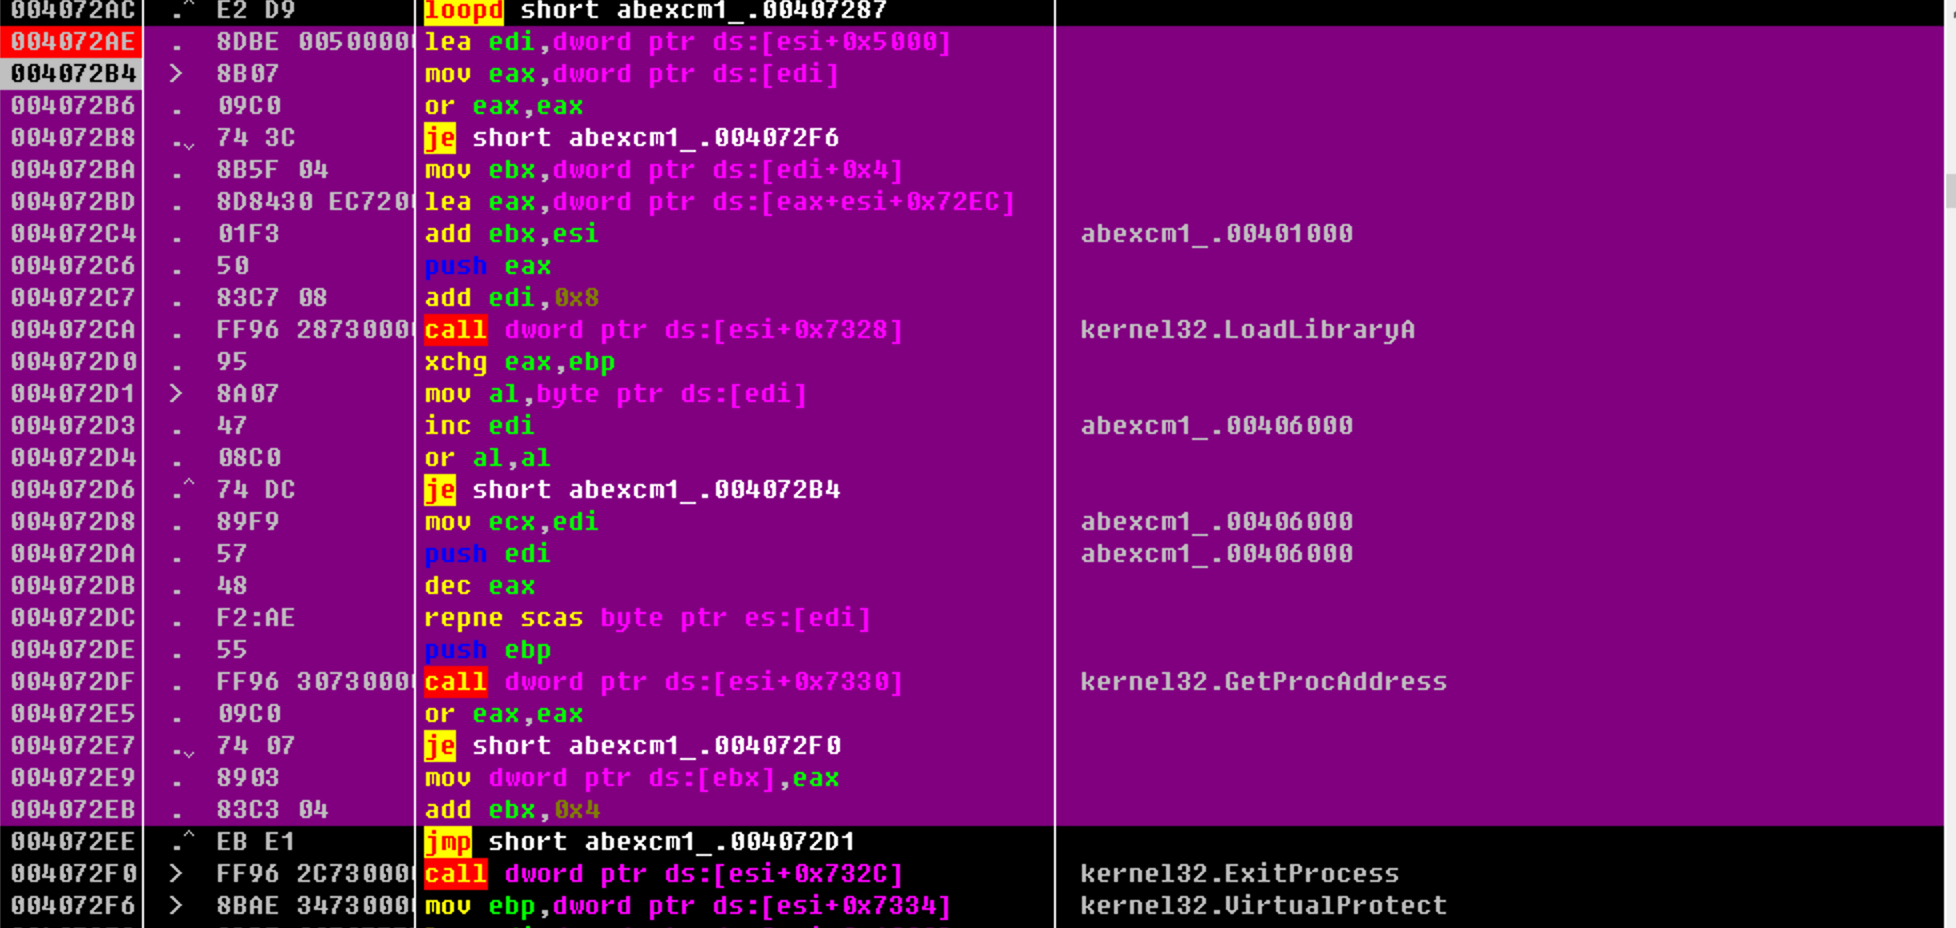 004072AC .^ E2 D9 loopd short abexcm1_.00407287
004072AE . 8DBE 0050000 lea edi,dword ptr ds:[esi+0x5000]
004072B4 > 8B07 mov eax,dword ptr ds:[edi]
004072B6 . 09C0 or eax,eax
004072B8 .v 74 3C je short abexcm1_.004072F6
004072BA . 8B5F 04 mov ebx,dword ptr ds:[edi+0x4]
004072BD . 8D8430 EC720 lea eax,dword ptr ds:[eax+esi+0x72EC]
004072C4 . 01F3 add ebx,esi abexcm1_.00401000
004072C6 . 50 push eax
004072C7 . 83C7 08 add edi,0x8
004072CA . FF96 2873000 call dword ptr ds:[esi+0x7328] kernel32.LoadLibraryA
004072D0 . 95 xchg eax,ebp
004072D1 > 8A07 mov al,byte ptr ds:[edi]
004072D3 . 47 inc edi abexcm1_.00406000
004072D4 . 08C0 or al,al
004072D6 .^ 74 DC je short abexcm1_.004072B4
004072D8 . 89F9 mov ecx,edi abexcm1_.00406000
004072DA . 57 push edi abexcm1_.00406000
004072DB . 48 dec eax
004072DC . F2:AE repne scas byte ptr es:[edi]
004072DE . 55 push ebp
004072DF . FF96 3073000 call dword ptr ds:[esi+0x7330] kernel32.GetProcAddress
004072E5 . 09C0 or eax,eax
004072E7 .v 74 07 je short abexcm1_.004072F0
004072E9 . 8903 mov dword ptr ds:[ebx],eax
004072EB . 83C3 04 add ebx,0x4
004072EE .^ EB E1 jmp short abexcm1_.004072D1
004072F0 > FF96 2C73000 call dword ptr ds:[esi+0x732C] kernel32.ExitProcess
004072F6 > 8BAE 3473000 mov ebp,dword ptr ds:[esi+0x7334] kernel32.VirtualProtect